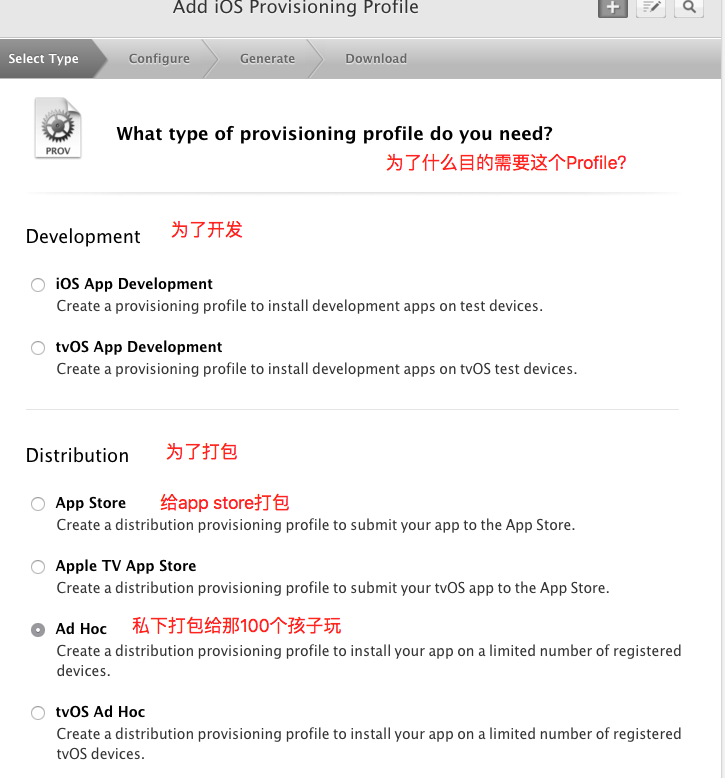 Add iOS Provisioning Profile
Select Type
Configure
Generate
Download
PROV
What type of provisioning profile do you need?
为了什么目的需要这个Profile?
Development
为了开发
iOS App Development
Create a provisioning profile to install development apps on test devices.
tvOS App Development
Create a provisioning profile to install development apps on tvOS test devices.
Distribution
为了打包
App Store
给app store打包
Create a distribution provisioning profile to submit your app to the App Store.
Apple TV App Store
Create a distribution provisioning profile to submit your tvOS app to the App Store.
Ad Hoc
私下打包给那100个孩子玩
Create a distribution provisioning profile to install your app on a limited number of registered
devices.
tvOS Ad Hoc
Create a distribution provisioning profile to install your app on a limited number of registered
tvOS devices.